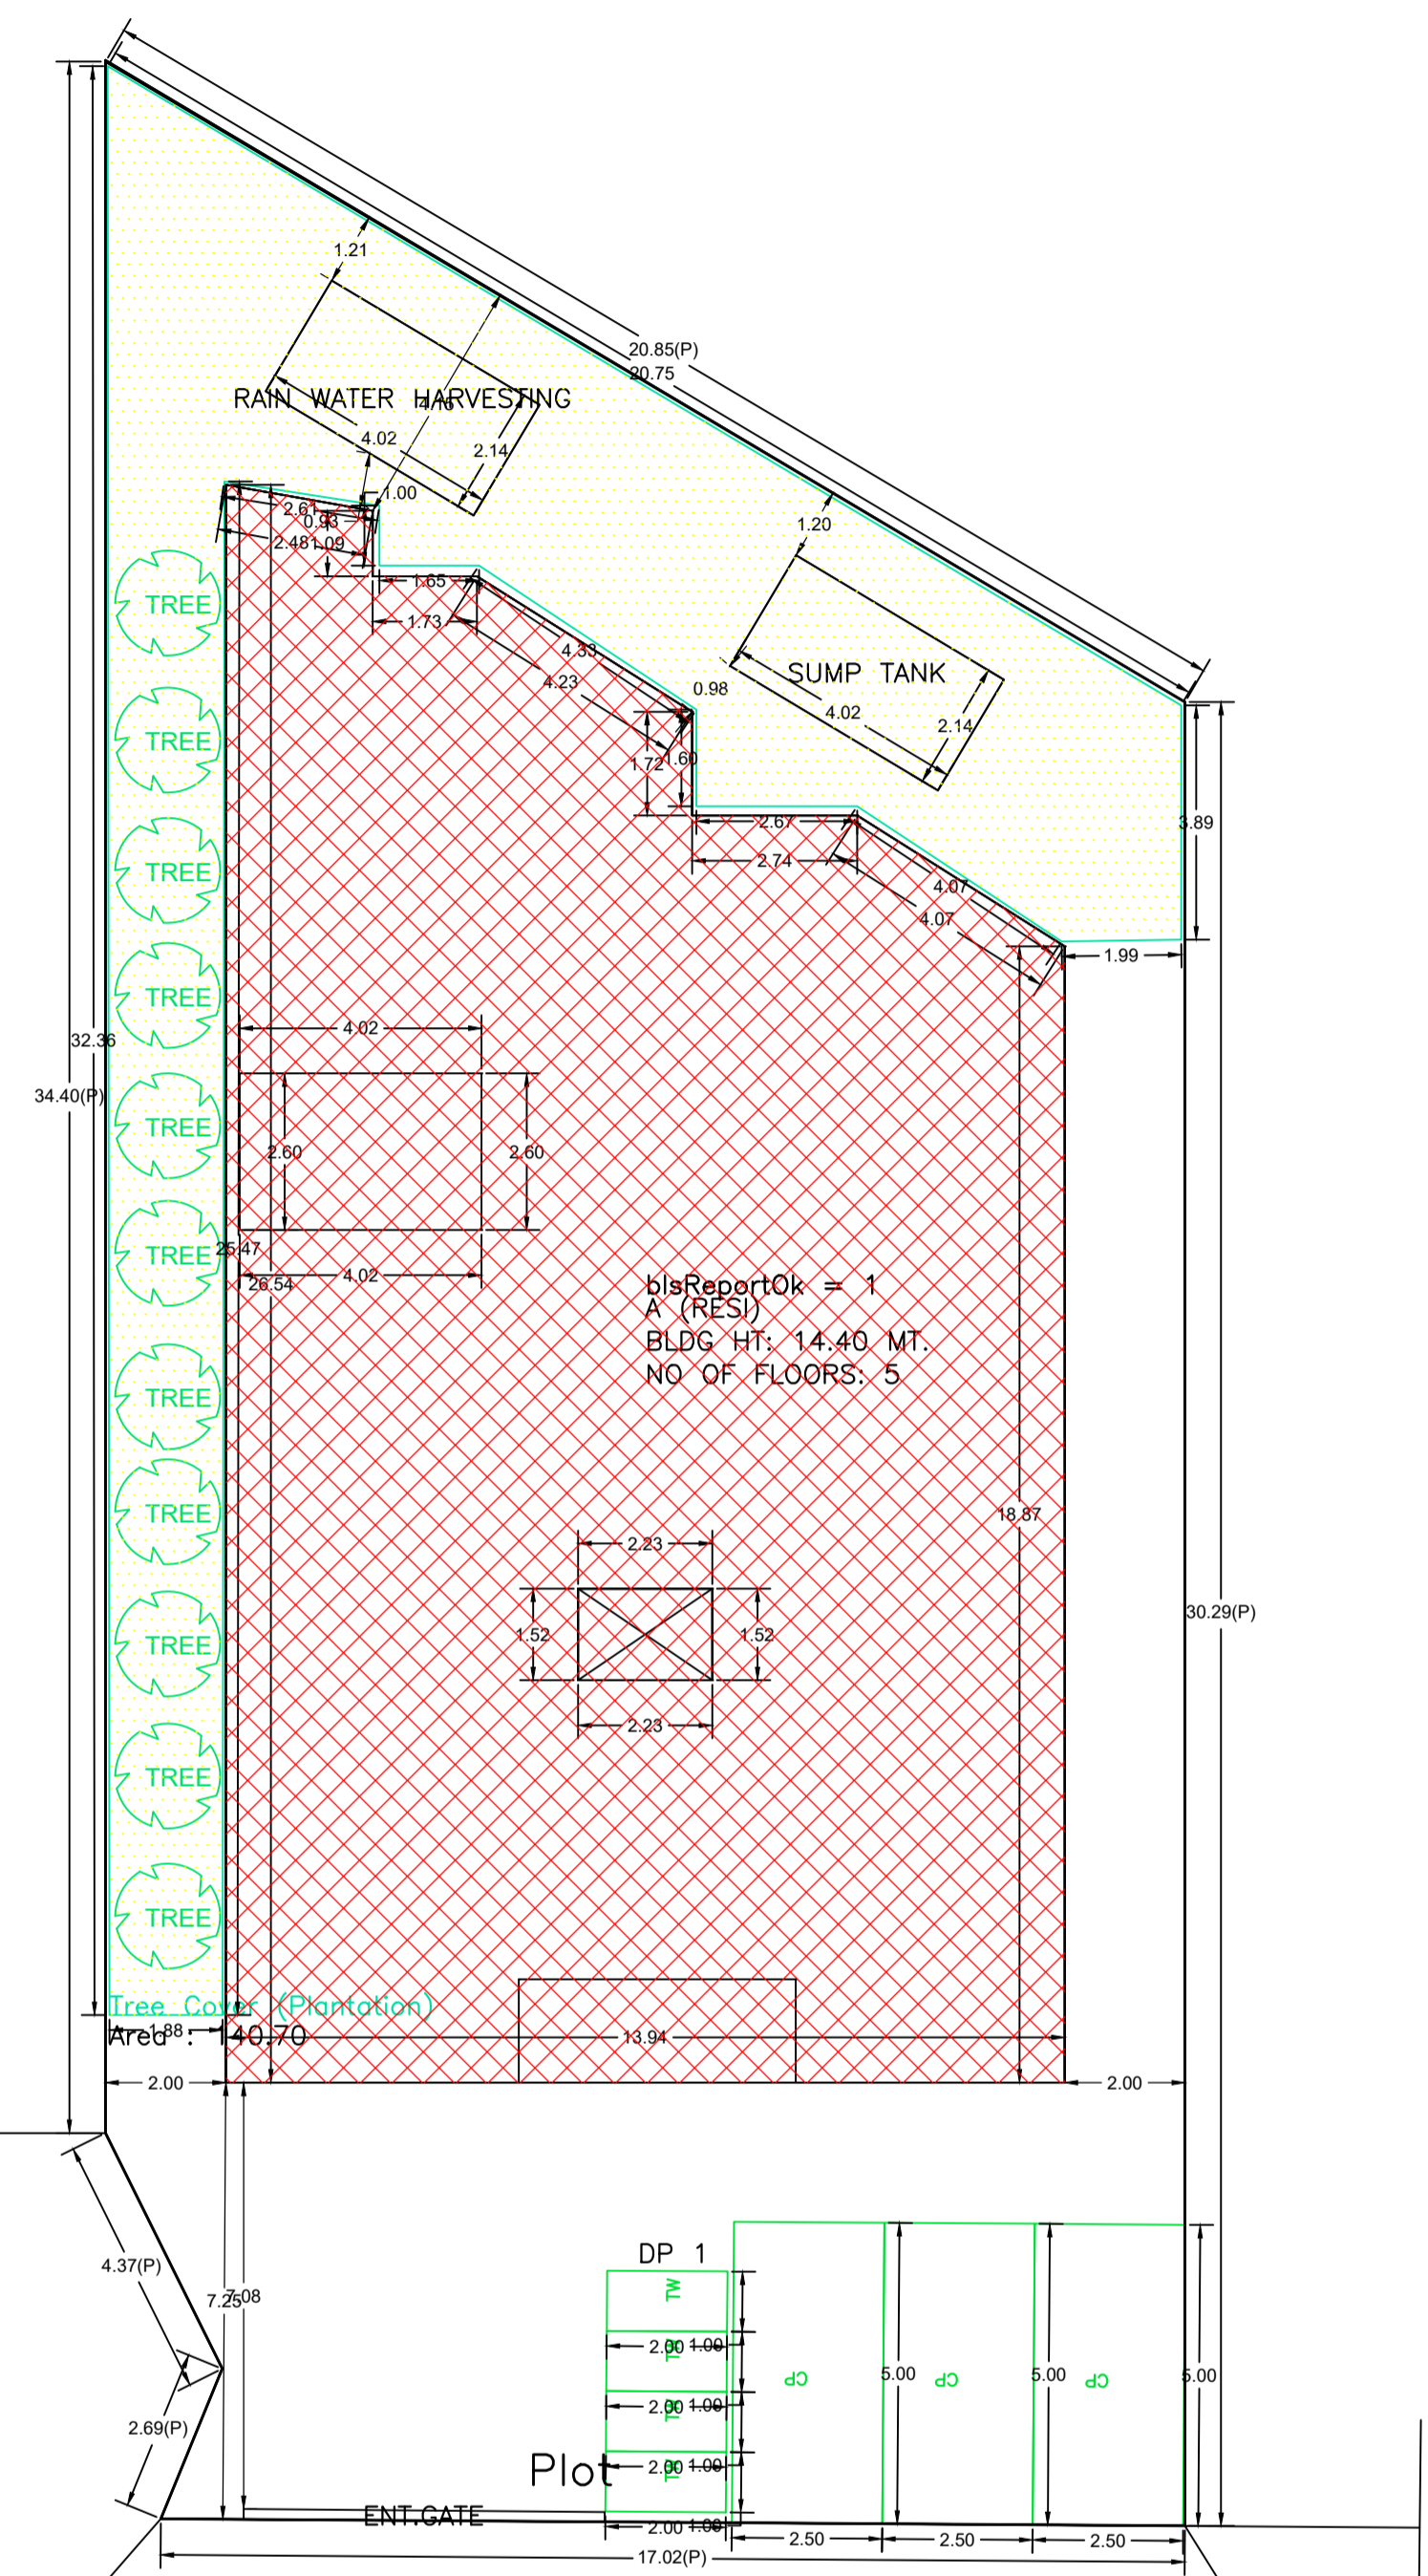 1.21
20.85(P)
20.75
RAIN WATER HARVESTING
4.16
4.02
2.14
1.00
2.61
0.93
2.48
1.09
1.20
1.65
1.73
TREE
4.33
4.23
0.98
SUMP TANK
4.02
2.14
TREE
1.72
1.60
2.67
3.89
2.74
TREE
4.07
4.07
1.99
TREE
4.02
32.36
34.40(P)
TREE
2.60
2.60
TREE
25.47
26.54
4.02
bIsReportOk = 1
A (RESI)
BLDG HT: 14.40 MT.
NO OF FLOORS: 5
TREE
TREE
18.87
2.23
30.29(P)
TREE
1.52
1.52
2.23
TREE
TREE
Tree Cover (Plantation)
1.88
Area : 140.70
13.94
2.00
2.00
DP 1
4.37(P)
7.25
7.08
TW
TW
2.00
1.00
CP
CP
CP
5.00
5.00
5.00
TW
2.00
1.00
2.69(P)
TW
2.00
1.00
Plot
ENT.GATE
2.00
1.00
2.50
2.50
2.50
17.02(P)